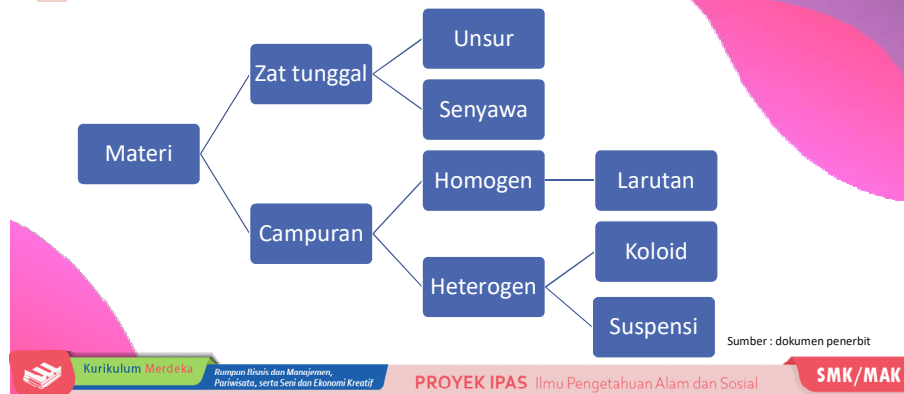 Unsur
Zat tunggal
Senyawa
Materi
Homogen
Larutan
Campuran
Koloid
Heterogen
Suspensi
Sumber : dokumen penerbit
Kurikulum Merdeka
Rumpun Bisnis dan Manajemen,
Pariwisata, serta Seni dan Ekonomi Kreatif
PROYEK IPAS Ilmu Pengetahuan Alam dan Sosial
SMK/MAK